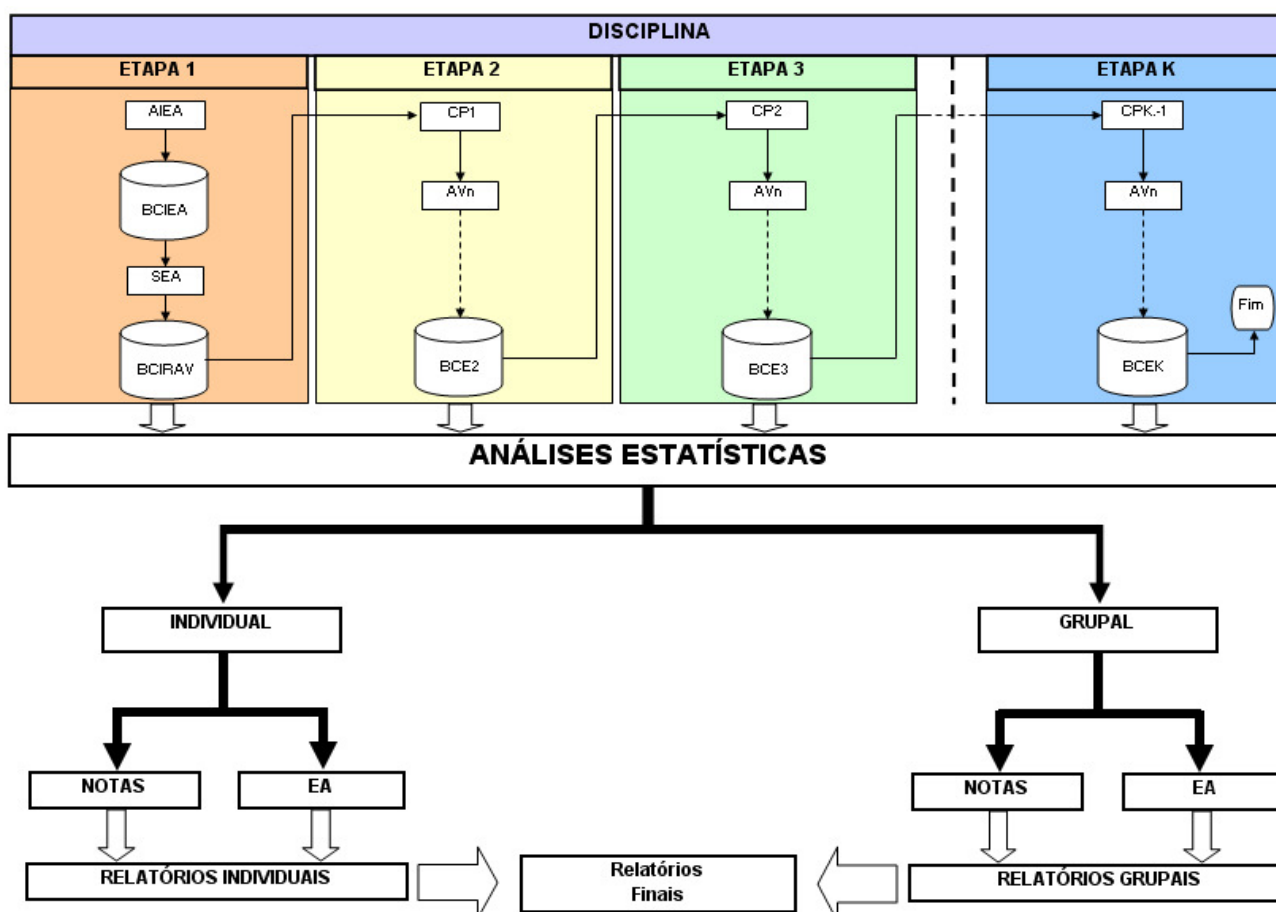 DISCIPLINA
ETAPA 1
ETAPA 2
ETAPA 3
ETAPA K
AIEA
CP1
CP2
CPK.-1
BCIEA
AVn
AVn
AVn
SEA
BCIRAV
BCE2
BCE3
BCEK
Fim
ANÁLISES ESTATÍSTICAS
INDIVIDUAL
GRUPAL
NOTAS
EA
NOTAS
EA
RELATÓRIOS INDIVIDUAIS
Relatórios
Finais
RELATÓRIOS GRUPAIS